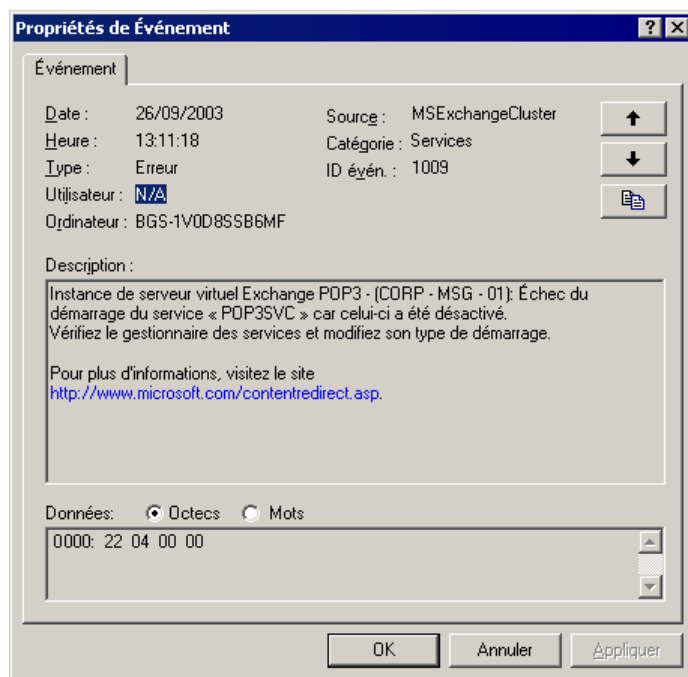 Propriétés de Événement
Événement
Date : 26/09/2003 Source : MSExchangeCluster
Heure : 13:11:18 Catégorie : Services
Type : Erreur ID évén. : 1009
Utilisateur : N/A
Ordinateur : BGS-1V0D8SSB6MF
Description :
Instance de serveur virtuel Exchange POP3 - (CORP - MSG - 01): Échec du
démarrage du service « POP3SVC » car celui-ci a été désactivé.
Vérifiez le gestionnaire des services et modifiez son type de démarrage.
Pour plus d'informations, visitez le site
http://www.microsoft.com/contentredirect.asp.
Données: Octecs Mots
0000: 22 04 00 00
OK Annuler Appliquer